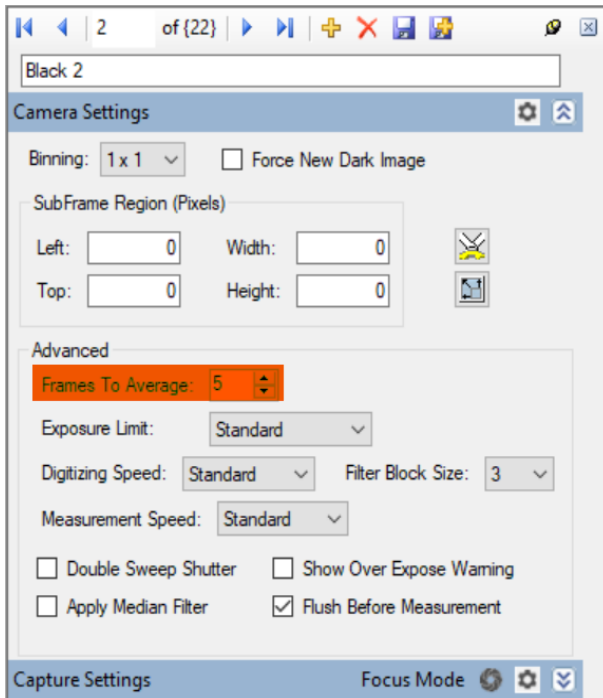 2 of {22}
Black 2
Camera Settings
Binning: 1 x 1 Force New Dark Image
SubFrame Region (Pixels)
Left: 0 Width: 0
Top: 0 Height: 0
Advanced
Frames To Average: 5
Exposure Limit: Standard
Digitizing Speed: Standard Filter Block Size: 3
Measurement Speed: Standard
Double Sweep Shutter Show Over Expose Warning
Apply Median Filter Flush Before Measurement
Capture Settings Focus Mode